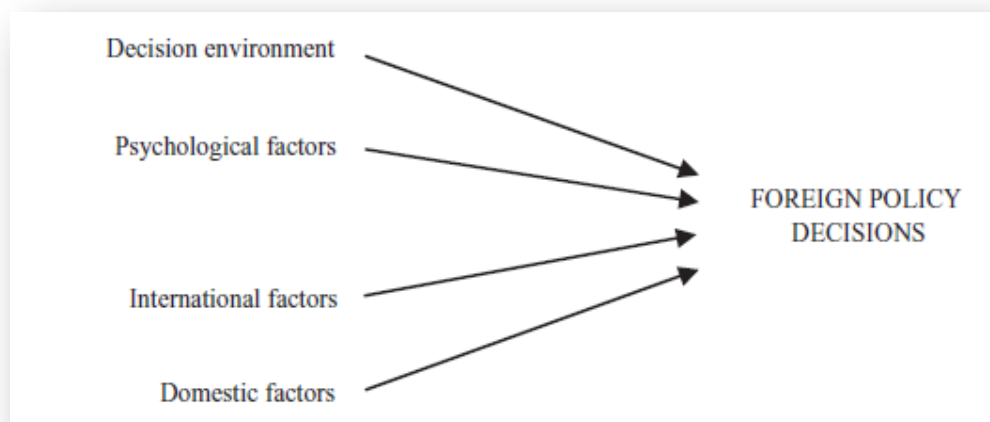 Decision environment
Psychological factors
FOREIGN POLICY
DECISIONS
International factors
Domestic factors